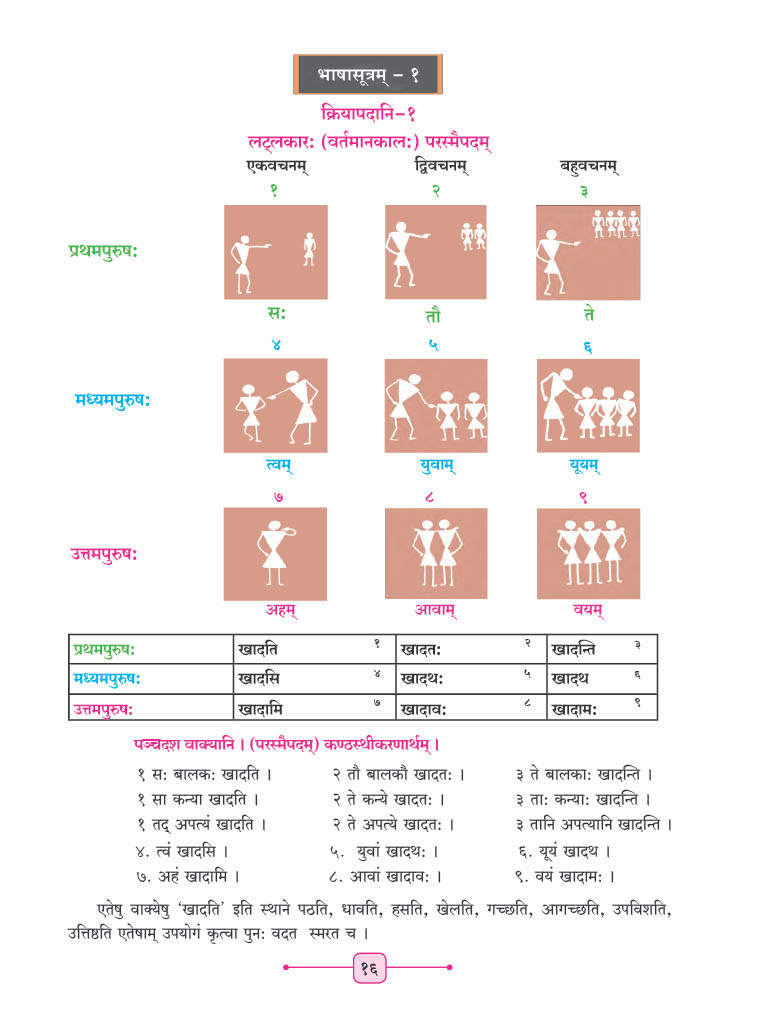 भाषासूत्रम् – १
क्रियापदानि–१
लट्लकारः (वर्तमानकालः) परस्मैपदम्
एकवचनम् द्विवचनम् बहुवचनम्
१ २ ३
प्रथमपुरुषः
सः तौ ते
४ ५ ६
मध्यमपुरुषः
त्वम् युवाम् यूयम्
७ ८ ९
उत्तमपुरुषः
अहम् आवाम् वयम्
प्रथमपुरुषः खादति १ खादतः २ खादन्ति ३
मध्यमपुरुषः खादसि ४ खादथः ५ खादथ ६
उत्तमपुरुषः खादामि ७ खादावः ८ खादामः ९
पञ्चदश वाक्यानि । (परस्मैपदम्) कण्ठस्थीकरणार्थम् ।
१ सः बालकः खादति । २ तौ बालकौ खादतः । ३ ते बालकाः खादन्ति ।
१ सा कन्या खादति । २ ते कन्ये खादतः । ३ ताः कन्याः खादन्ति ।
१ तद् अपत्यं खादति । २ ते अपत्ये खादतः । ३ तानि अपत्यानि खादन्ति ।
४. त्वं खादसि । ५. युवां खादथः । ६. यूयं खादथ ।
७. अहं खादामि । ८. आवां खादावः । ९. वयं खादामः ।
एतेषु वाक्येषु ‘खादति’ इति स्थाने पठति, धावति, हसति, खेलति, गच्छति, आगच्छति, उपविशति,
उत्तिष्ठति एतेषाम् उपयोगं कृत्वा पुनः वदत स्मरत च ।
१६